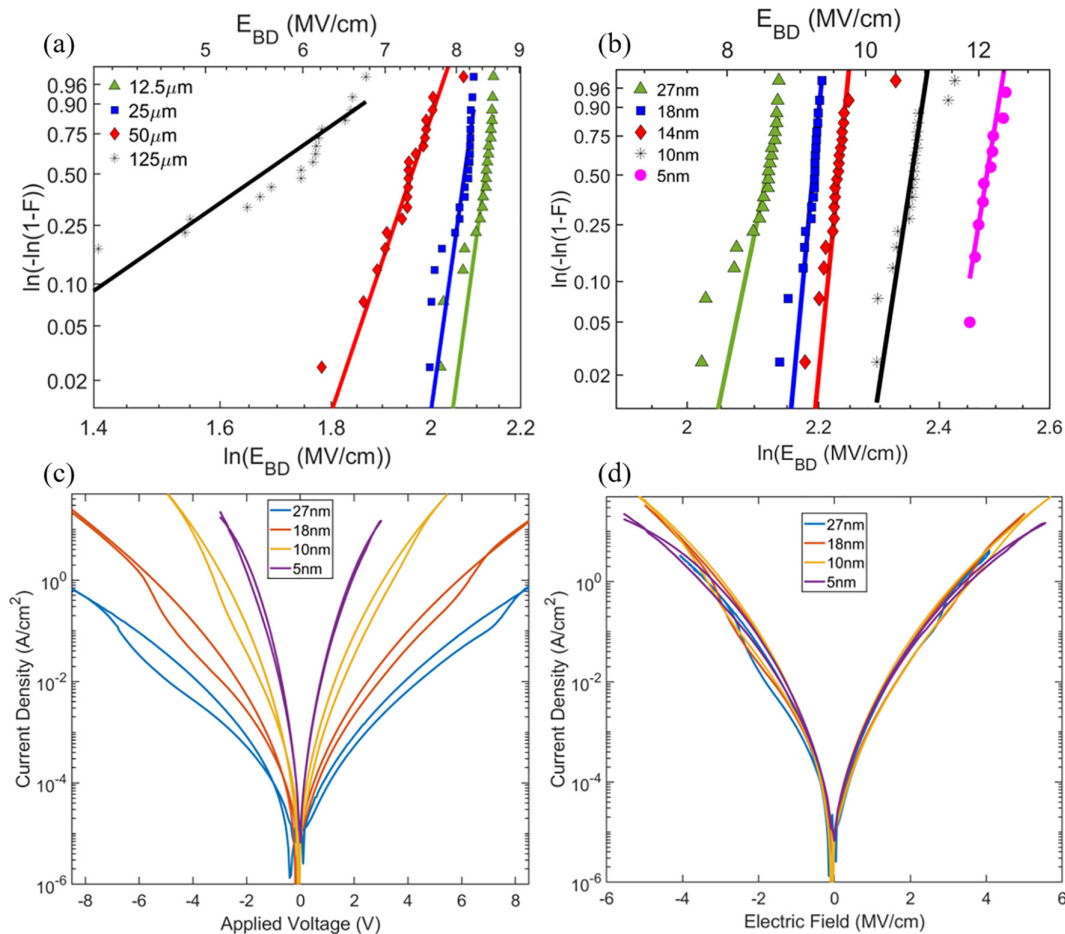 (a)
E_BD (MV/cm)
5 6 7 8 9
12.5μm
25μm
50μm
125μm
ln(-ln(1-F))
0.96
0.90
0.75
0.50
0.25
0.10
0.05
0.02
1.4 1.6 1.8 2 2.2
ln(E_BD (MV/cm))
(b)
E_BD (MV/cm)
8 9 10 11 12
27nm
18nm
14nm
10nm
5nm
ln(-ln(1-F))
0.96
0.90
0.75
0.50
0.25
0.10
0.05
0.02
2 2.2 2.4 2.6
ln(E_BD (MV/cm))
(c)
27nm
18nm
10nm
5nm
Current Density (A/cm²)
10⁰
10⁻²
10⁻⁴
10⁻⁶
-8 -6 -4 -2 0 2 4 6 8
Applied Voltage (V)
(d)
27nm
18nm
10nm
5nm
Current Density (A/cm²)
10⁰
10⁻²
10⁻⁴
10⁻⁶
-6 -4 -2 0 2 4 6
Electric Field (MV/cm)